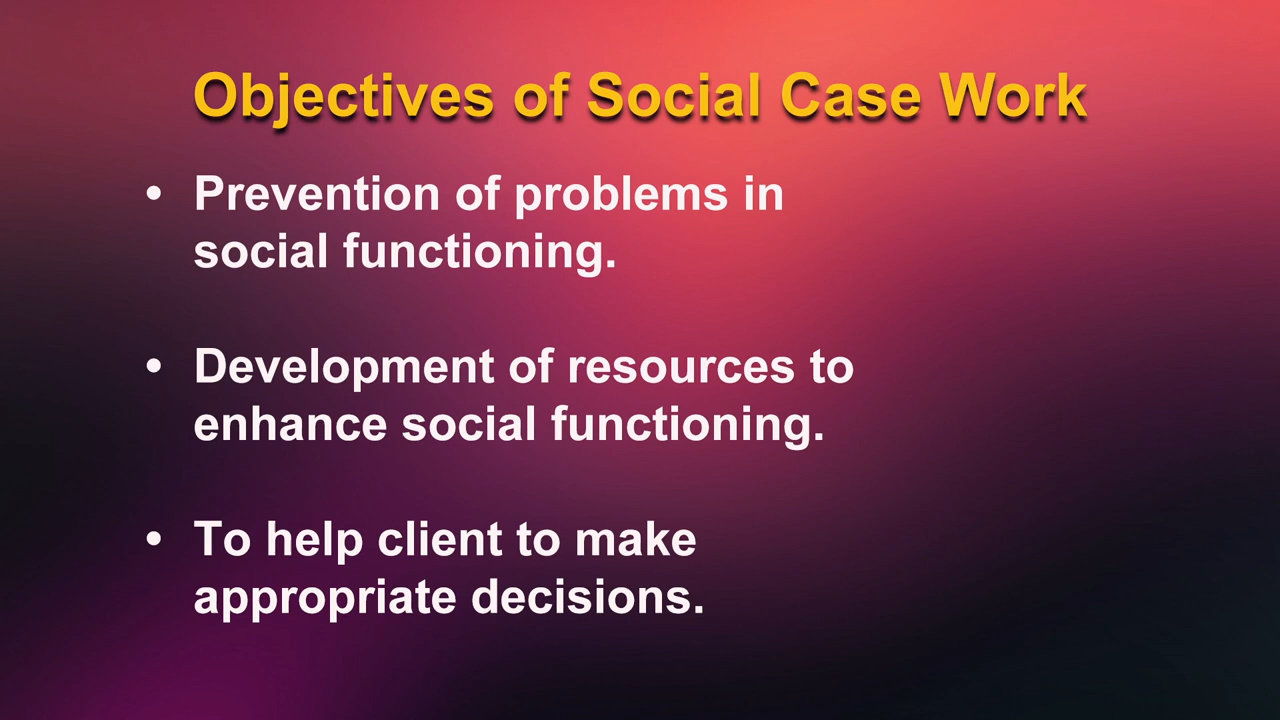 Objectives of Social Case Work
• Prevention of problems in
social functioning.
• Development of resources to
enhance social functioning.
• To help client to make
appropriate decisions.